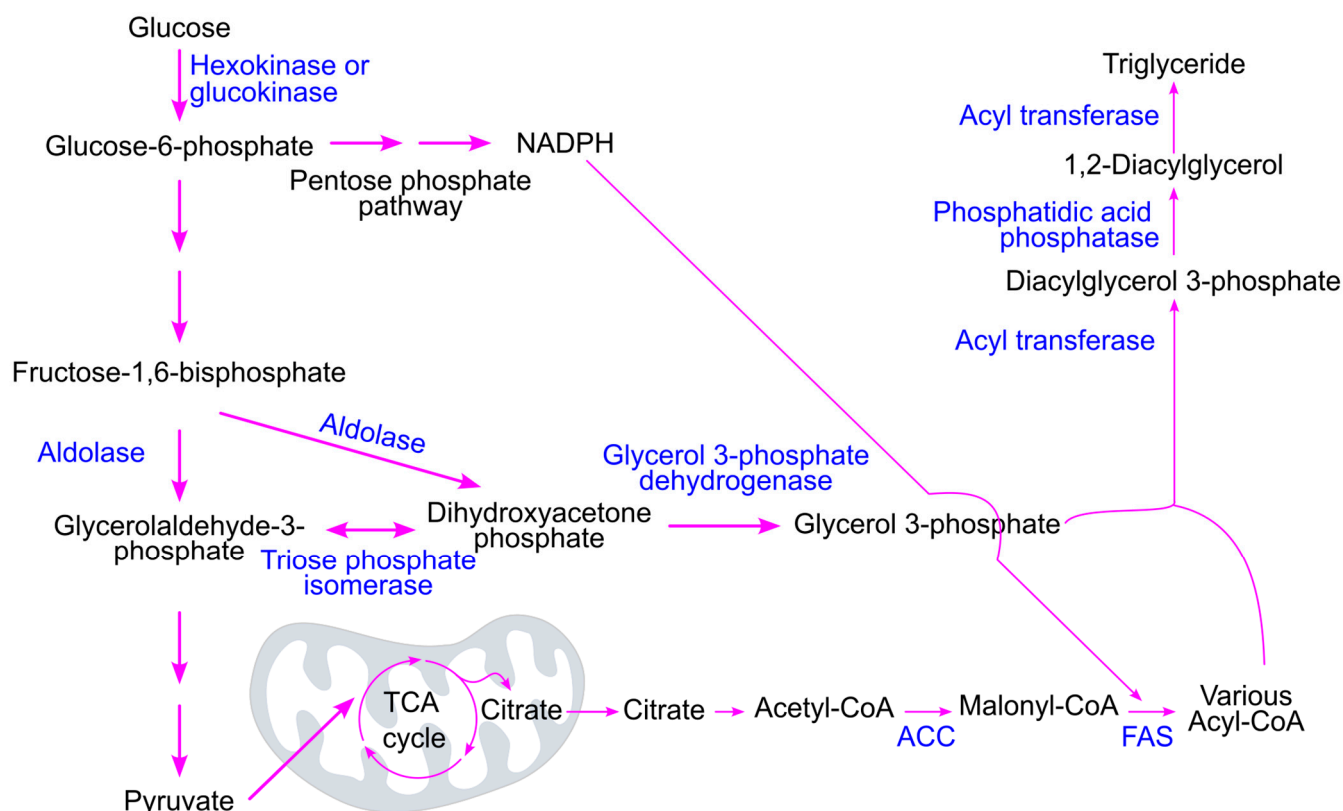 Glucose
Hexokinase or
glucokinase
Glucose-6-phosphate
NADPH
Pentose phosphate
pathway
Triglyceride
Acyl transferase
1,2-Diacylglycerol
Phosphatidic acid
phosphatase
Diacylglycerol 3-phosphate
Acyl transferase
Fructose-1,6-bisphosphate
Aldolase
Aldolase
Glycerolaldehyde-3-
phosphate
Triose phosphate
isomerase
Dihydroxyacetone
phosphate
Glycerol 3-phosphate
dehydrogenase
Glycerol 3-phosphate
TCA
cycle
Citrate
Citrate
Acetyl-CoA
ACC
Malonyl-CoA
FAS
Various
Acyl-CoA
Pyruvate